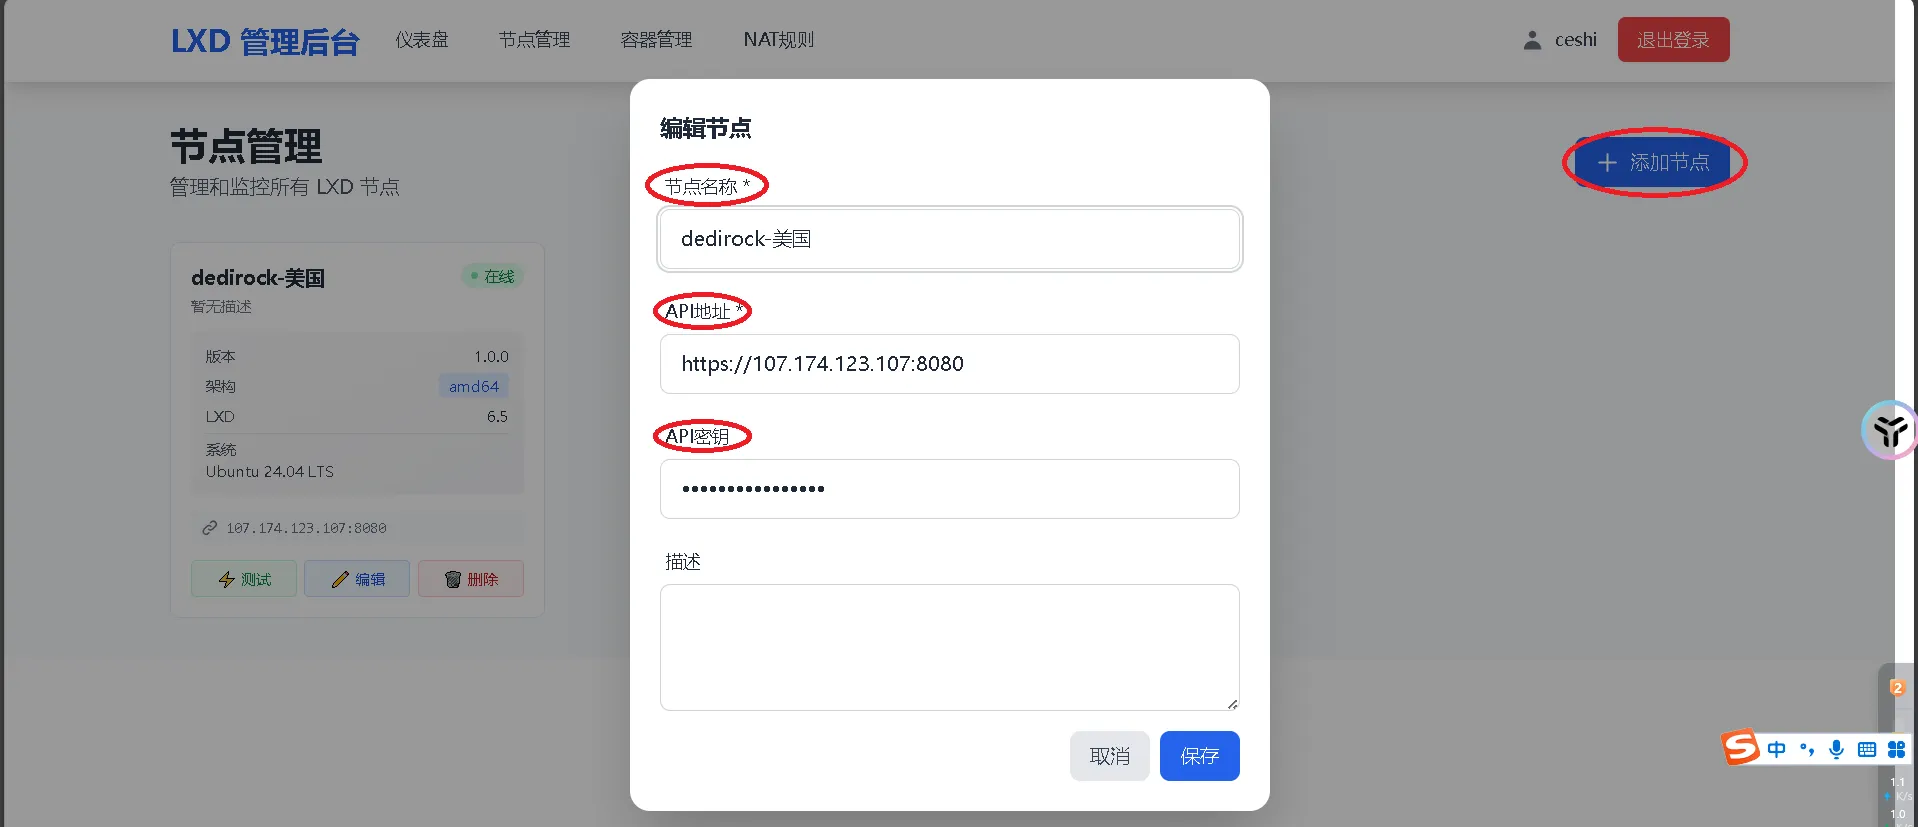 LXD 管理后台 仪表盘 节点管理 容器管理 NAT规则 ceshi 退出登录
节点管理
管理和监控所有 LXD 节点
添加节点
dedirock-美国 在线
暂无描述
版本 1.0.0
架构 amd64
LXD 6.5
系统
Ubuntu 24.04 LTS
107.174.123.107:8080
测试 编辑 删除
编辑节点
节点名称 *
dedirock-美国
API地址 *
https://107.174.123.107:8080
API密钥
••••••••••••••••
描述
取消 保存
2
S 中
1.1
K/s
1.0